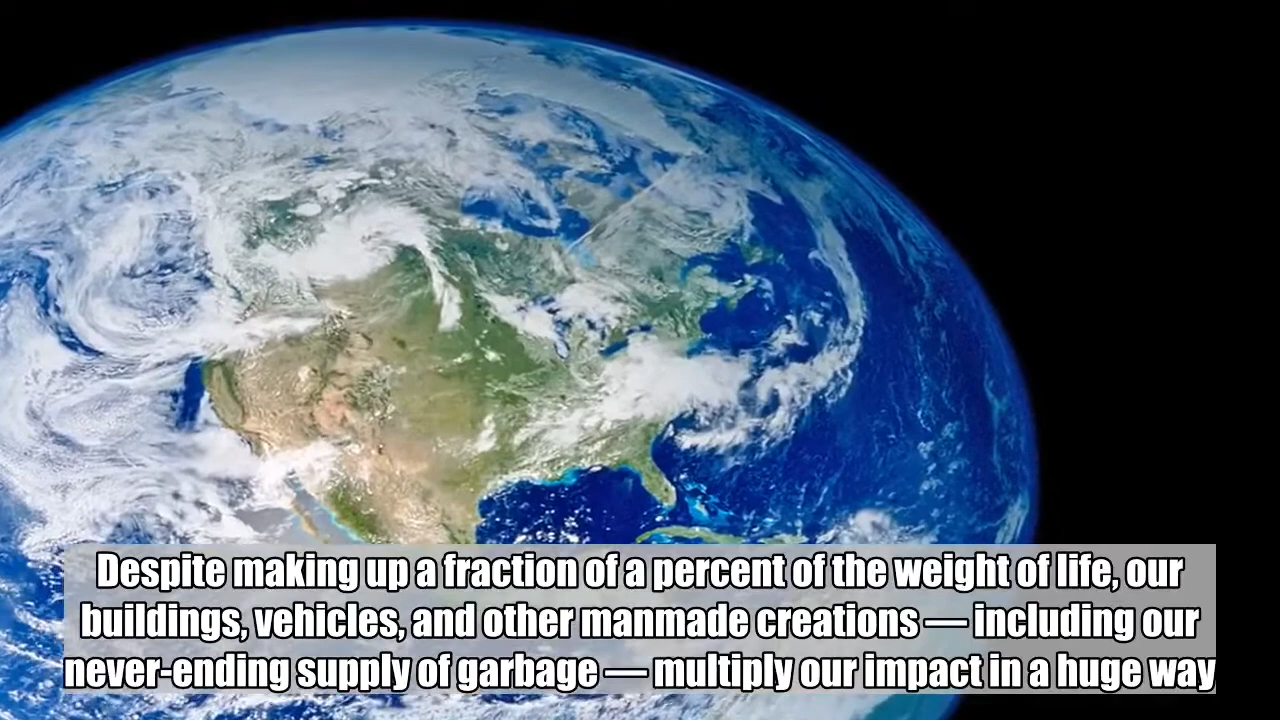 Despite making up a fraction of a percent of the weight of life, our
buildings, vehicles, and other manmade creations — including our
never-ending supply of garbage — multiply our impact in a huge way